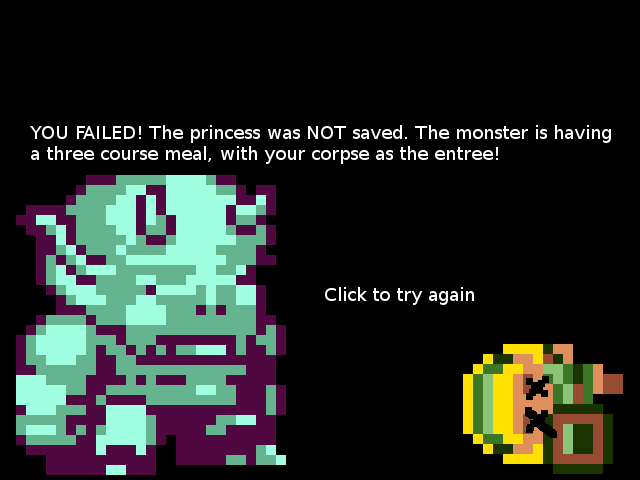 YOU FAILED! The princess was NOT saved. The monster is having
a three course meal, with your corpse as the entree!
Click to try again